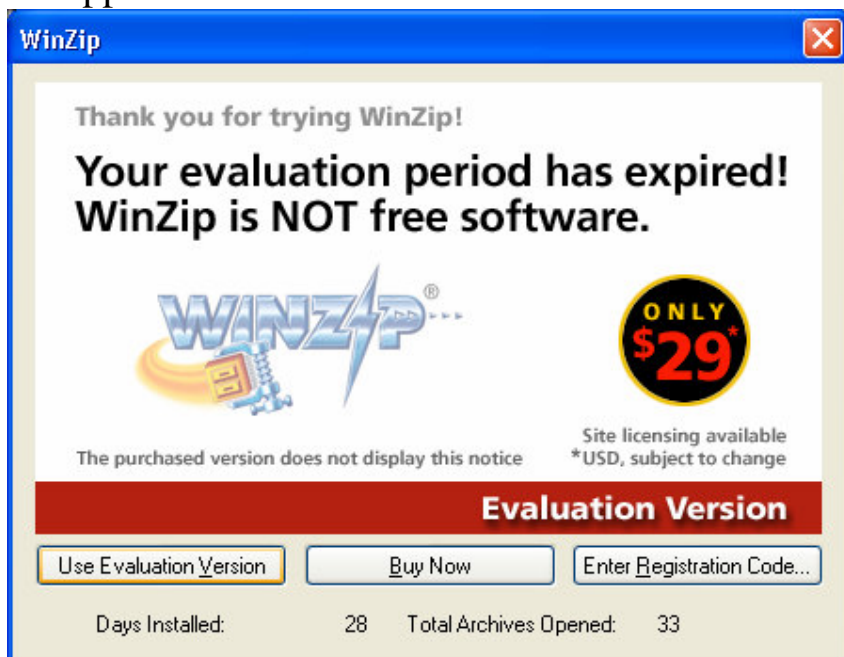 WinZip
Thank you for trying WinZip!
Your evaluation period has expired!
WinZip is NOT free software.
WINZIP®
ONLY
$29*
The purchased version does not display this notice
Site licensing available
*USD, subject to change
Evaluation Version
Use Evaluation Version
Buy Now
Enter Registration Code...
Days Installed: 28 Total Archives Opened: 33